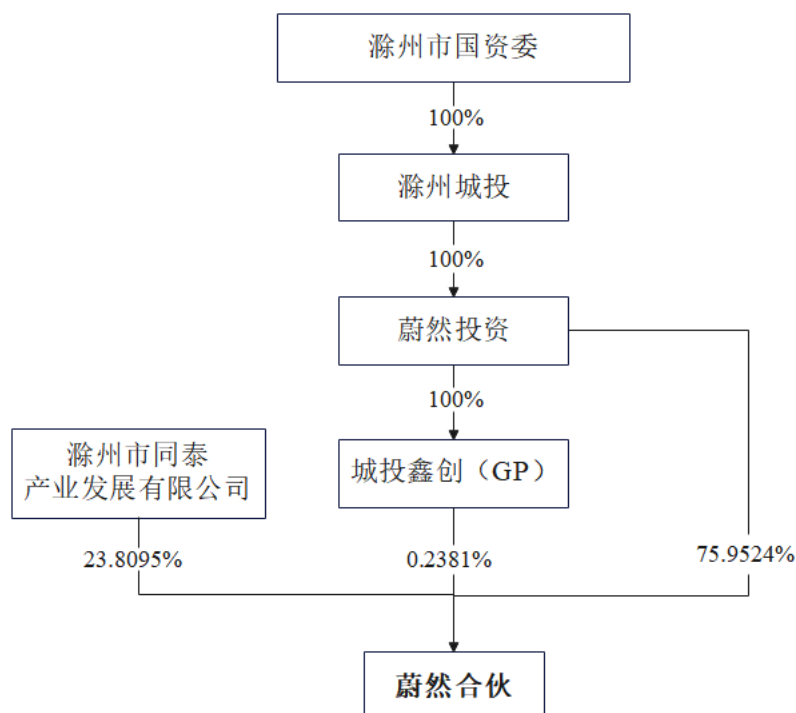 滁州市国资委
100%
滁州城投
100%
蔚然投资
100%
滁州市同泰
产业发展有限公司
城投鑫创（GP）
23.8095%
0.2381%
75.9524%
蔚然合伙